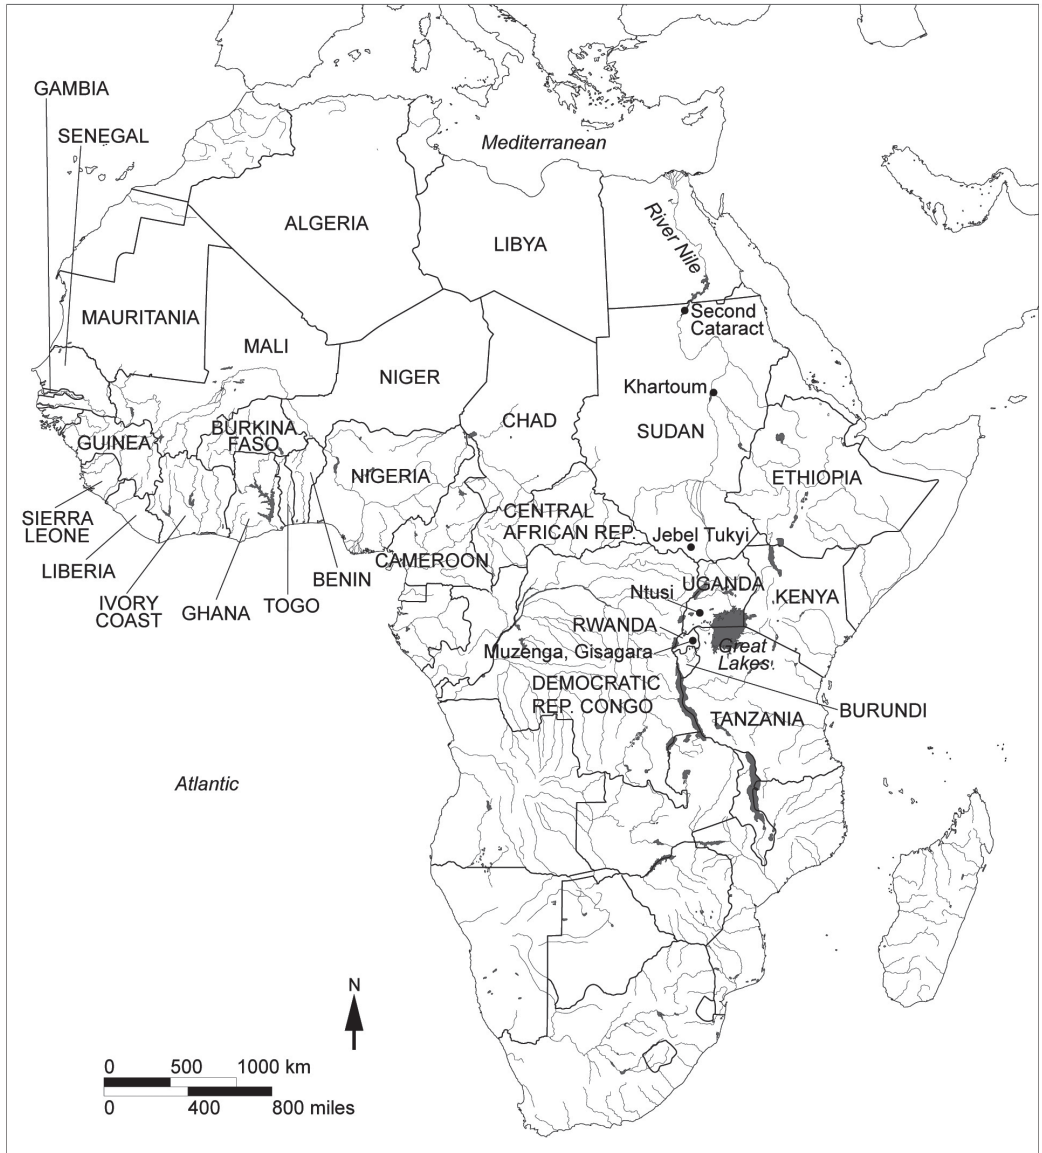 GAMBIA
SENEGAL
Mediterranean
ALGERIA
LIBYA
River Nile
MAURITANIA
MALI
NIGER
CHAD
Second
Cataract
Khartoum
SUDAN
ETHIOPIA
GUINEA
BURKINA
FASO
NIGERIA
SIERRA
LEONE
LIBERIA
IVORY
COAST
GHANA
TOGO
BENIN
CAMEROON
CENTRAL
AFRICAN REP.
Jebel Tukyi
Ntusi
UGANDA
KENYA
RWANDA
Muzenga, Gisagara
Great
Lakes
DEMOCRATIC
REP. CONGO
TANZANIA
BURUNDI
Atlantic
N
0 500 1000 km
0 400 800 miles